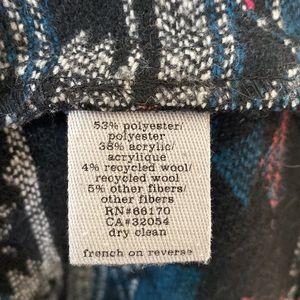 53% polyester/
polyester
38% acrylic/
acrylique
4% recycled wool/
recycled wool
5% other fibers/
other fibers
RN#66170
CA#32054
dry clean
french on reverse